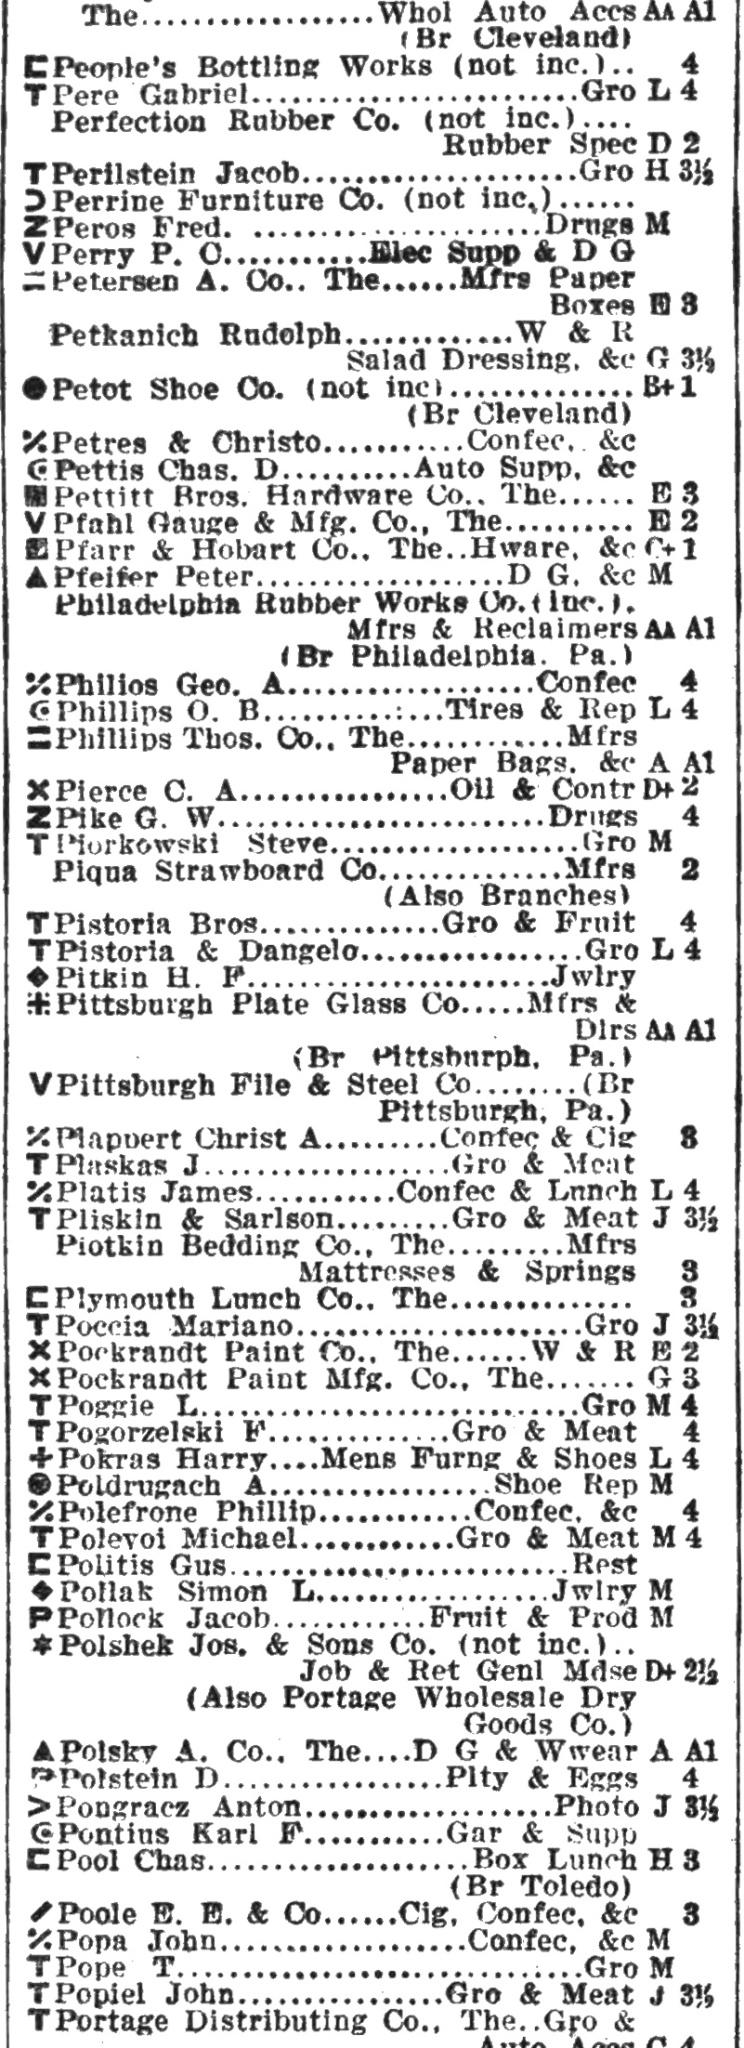 The..................Whol Auto Accs AA A1
(Br Cleveland)
People's Bottling Works (not inc.).. 4
T Pere Gabriel.........................Gro L 4
Perfection Rubber Co. (not inc.)....
Rubber Spec D 2
T Perilstein Jacob.....................Gro H 3½
Perrine Furniture Co. (not inc.)......
Z Peros Fred. ......................Drugs M
V Perry P. C...........Elec Supp & D G
= Petersen A. Co.. The......Mfrs Paper
Boxes E 3
Petkanich Rudolph.............W & R
Salad Dressing, &c G 3½
● Petot Shoe Co. (not inc).............. B+ 1
(Br Cleveland)
Petres & Christo...........Confec, &c
Pettis Chas. D..........Auto Supp, &c
Pettitt Bros. Hardware Co.. The...... E 3
V Pfahl Gauge & Mfg. Co., The.......... E 2
Pfarr & Hobart Co.. The..Hware, &c C+ 1
▲ Pfeifer Peter...................D G, &c M
Philadelphia Rubber Works Co. (Inc.).
Mfrs & Reclaimers AA A1
(Br Philadelphia. Pa.)
Philios Geo. A...................Confec 4
Phillips O. B..........:...Tires & Rep L 4
Phillips Thos. Co.. The............Mfrs
Paper Bags, &c A A1
X Pierce C. A................Oil & Contr D+ 2
Z Pike G. W.........................Drugs 4
T Piorkowski Steve...................Gro M
Piqua Strawboard Co..............Mfrs 2
(Also Branches)
T Pistoria Bros..............Gro & Fruit 4
T Pistoria & Dangelo.................Gro L 4
◆ Pitkin H. F.......................Jwlry
Pittsburgh Plate Glass Co.....Mfrs &
Dlrs AA A1
(Br Pittsburph, Pa.)
V Pittsburgh File & Steel Co........(Br
Pittsburgh, Pa.)
Plappert Christ A.........Confec & Cig 3
T Plaskas J...................Gro & Meat
Platis James...........Confec & Lunch L 4
T Pliskin & Sarlson.........Gro & Meat J 3½
Plotkin Bedding Co., The.........Mfrs
Mattresses & Springs 3
Plymouth Lunch Co.. The.............. 3
T Poccia Mariano......................Gro J 3½
X Pockrandt Paint Co., The......W & R E 2
X Pockrandt Paint Mfg. Co., The....... G 3
T Poggie L.............................Gro M 4
T Pogorzelski F..............Gro & Meat 4
+ Pokras Harry....Mens Furng & Shoes L 4
Poldrugach A.................Shoe Rep M
Polefrone Phillip............Confec, &c 4
T Polevoi Michael............Gro & Meat M 4
Politis Gus..........................Rest
◆ Pollak Simon L..................Jwlry M
P Pollock Jacob............Fruit & Prod M
Polshek Jos. & Sons Co. (not inc.)..
Job & Ret Genl Mdse D+ 2½
(Also Portage Wholesale Dry
Goods Co.)
▲ Polsky A. Co., The....D G & Wwear A A1
Polstein D.................Plty & Eggs 4
> Pongracz Anton...................Photo J 3½
Pontius Karl F...........Gar & Supp
Pool Chas....................Box Lunch H 3
(Br Toledo)
Poole E. E. & Co......Cig, Confec, &c 3
Popa John...................Confec, &c M
T Pope T..............................Gro M
T Popiel John................Gro & Meat J 3½
T Portage Distributing Co., The..Gro &
Auto Accs C 4